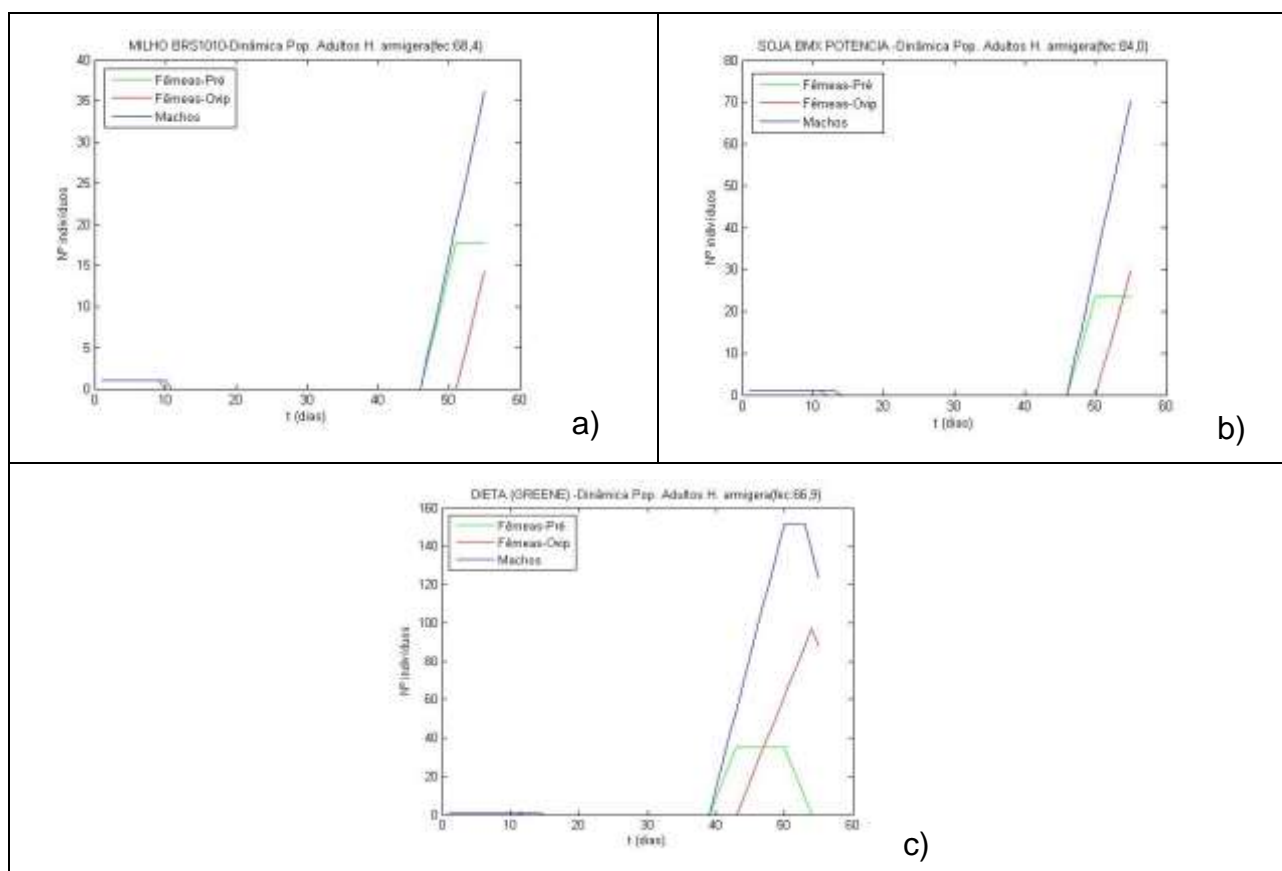 MILHO BRS1010-Dinâmica Pop. Adultos H. armigera(fec:68,4)
40
35
30
25
20
15
10
5
0
Nº indivíduos
Fêmeas-Pré
Fêmeas-Ovip
Machos
0 10 20 30 40 50 60
t (dias)
a)
SOJA BMX POTENCIA -Dinâmica Pop. Adultos H. armigera(fec:84,0)
80
70
60
50
40
30
20
10
0
Nº indivíduos
Fêmeas-Pré
Fêmeas-Ovip
Machos
0 10 20 30 40 50 60
t (dias)
b)
DIETA (GREENE) -Dinâmica Pop. Adultos H. armigera(fec:66,9)
160
140
120
100
80
60
40
20
0
Nº indivíduos
Fêmeas-Pré
Fêmeas-Ovip
Machos
0 10 20 30 40 50 60
t (dias)
c)